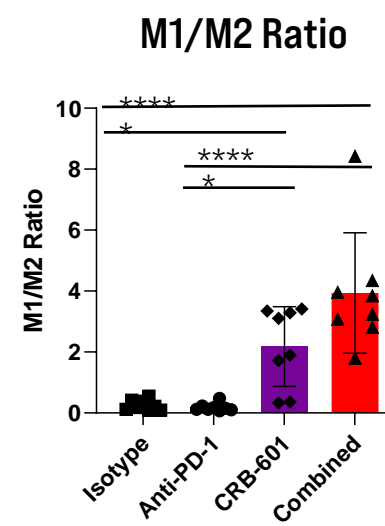 M1/M2 Ratio
****
*
****
*
M1/M2 Ratio
10
8
6
4
2
0
Isotype
Anti-PD-1
CRB-601
Combined